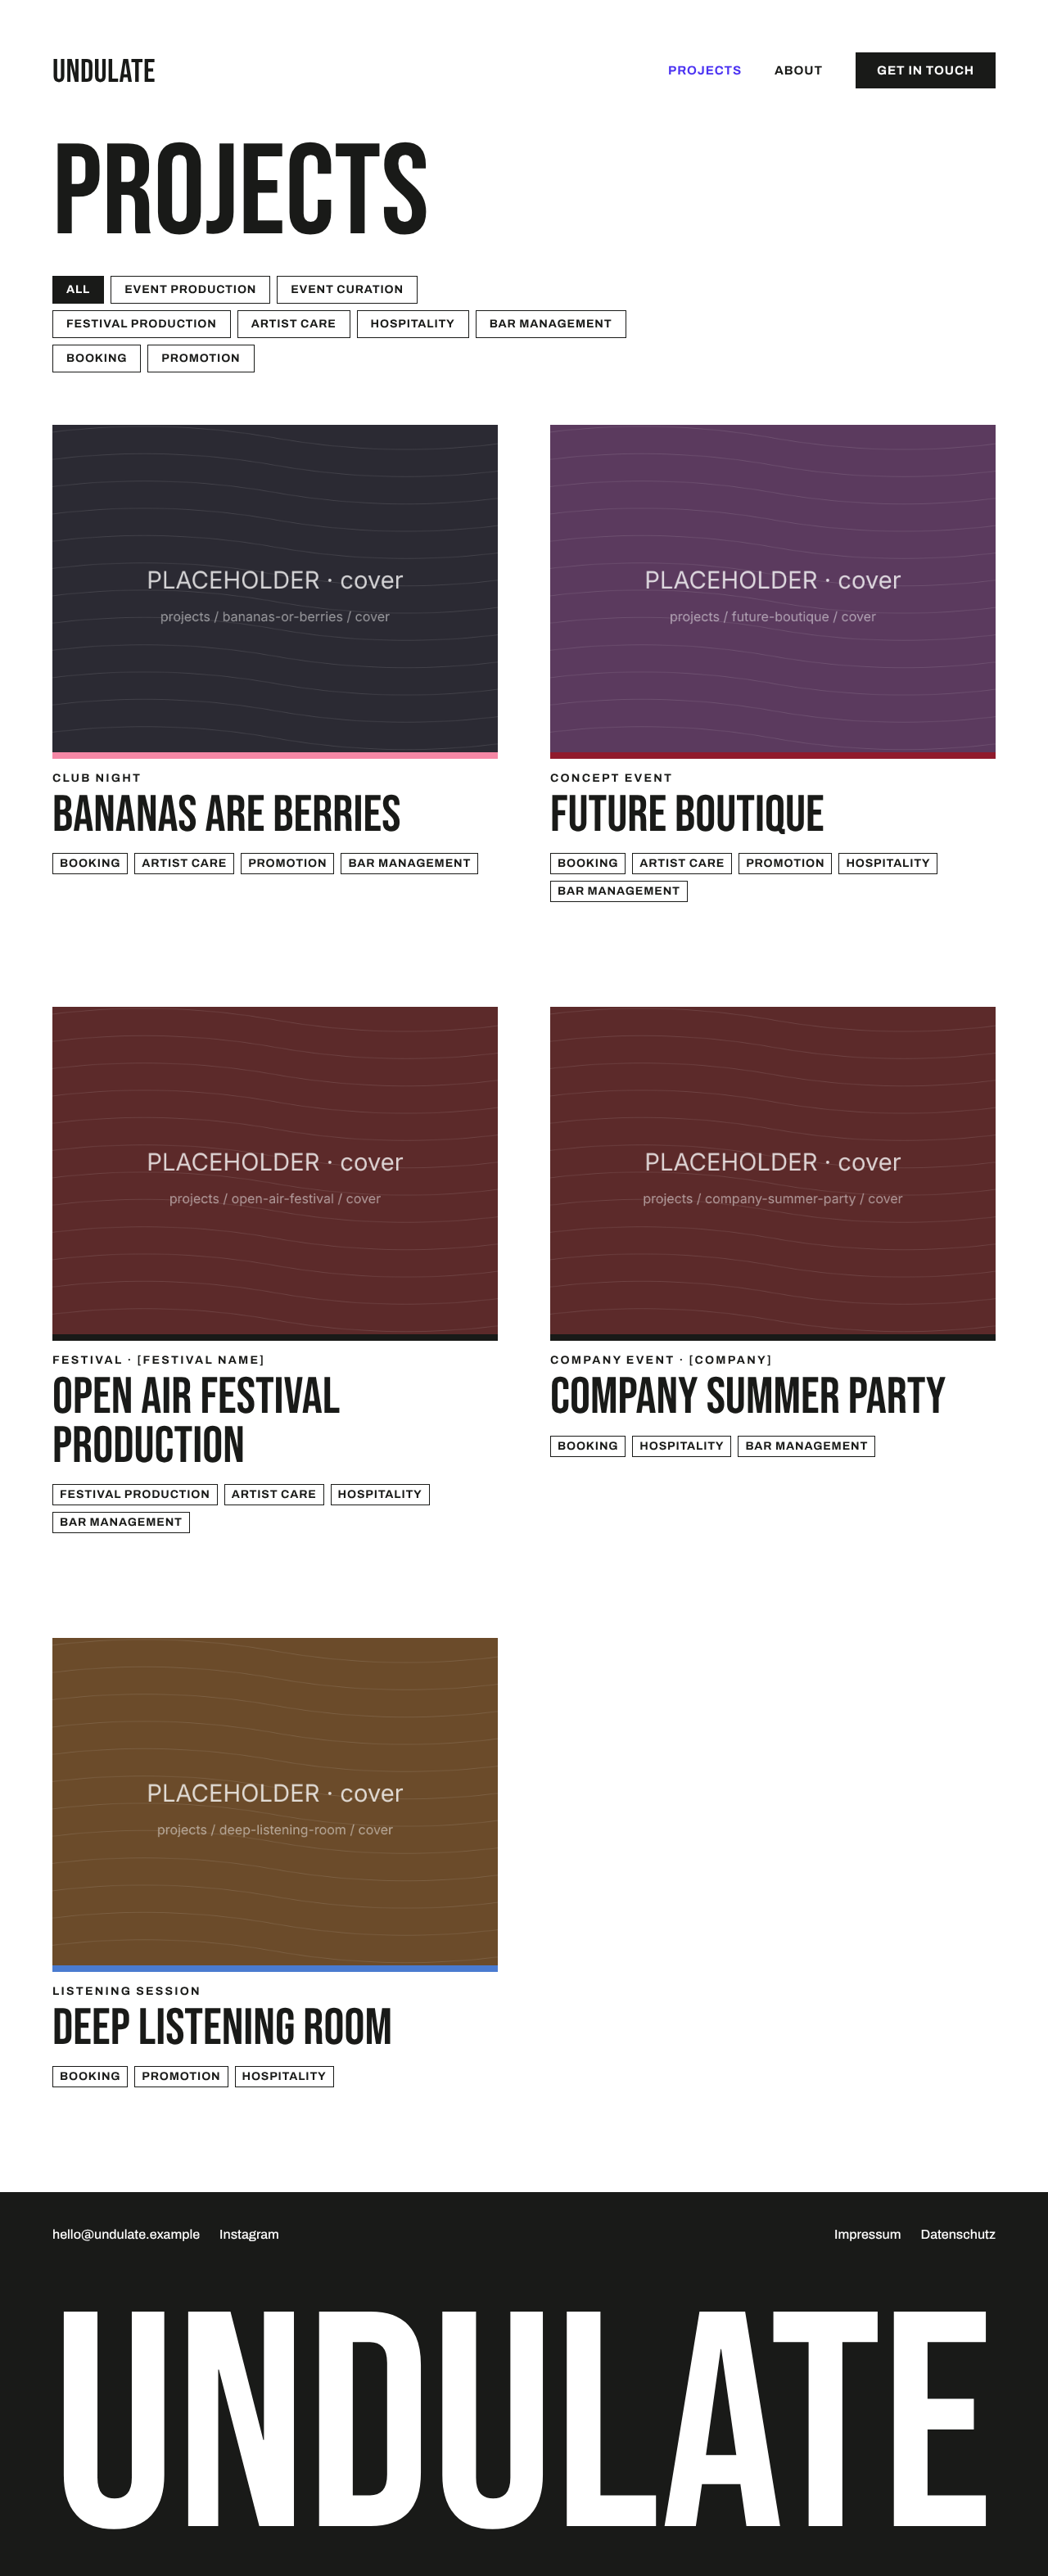 UNDULATE
PROJECTS ABOUT GET IN TOUCH
PROJECTS
ALL EVENT PRODUCTION EVENT CURATION
FESTIVAL PRODUCTION ARTIST CARE HOSPITALITY BAR MANAGEMENT
BOOKING PROMOTION
PLACEHOLDER · cover
projects / bananas-or-berries / cover
CLUB NIGHT
BANANAS ARE BERRIES
BOOKING ARTIST CARE PROMOTION BAR MANAGEMENT
PLACEHOLDER · cover
projects / future-boutique / cover
CONCEPT EVENT
FUTURE BOUTIQUE
BOOKING ARTIST CARE PROMOTION HOSPITALITY
BAR MANAGEMENT
PLACEHOLDER · cover
projects / open-air-festival / cover
FESTIVAL · [FESTIVAL NAME]
OPEN AIR FESTIVAL
PRODUCTION
FESTIVAL PRODUCTION ARTIST CARE HOSPITALITY
BAR MANAGEMENT
PLACEHOLDER · cover
projects / company-summer-party / cover
COMPANY EVENT · [COMPANY]
COMPANY SUMMER PARTY
BOOKING HOSPITALITY BAR MANAGEMENT
PLACEHOLDER · cover
projects / deep-listening-room / cover
LISTENING SESSION
DEEP LISTENING ROOM
BOOKING PROMOTION HOSPITALITY
hello@undulate.example Instagram Impressum Datenschutz
UNDULATE